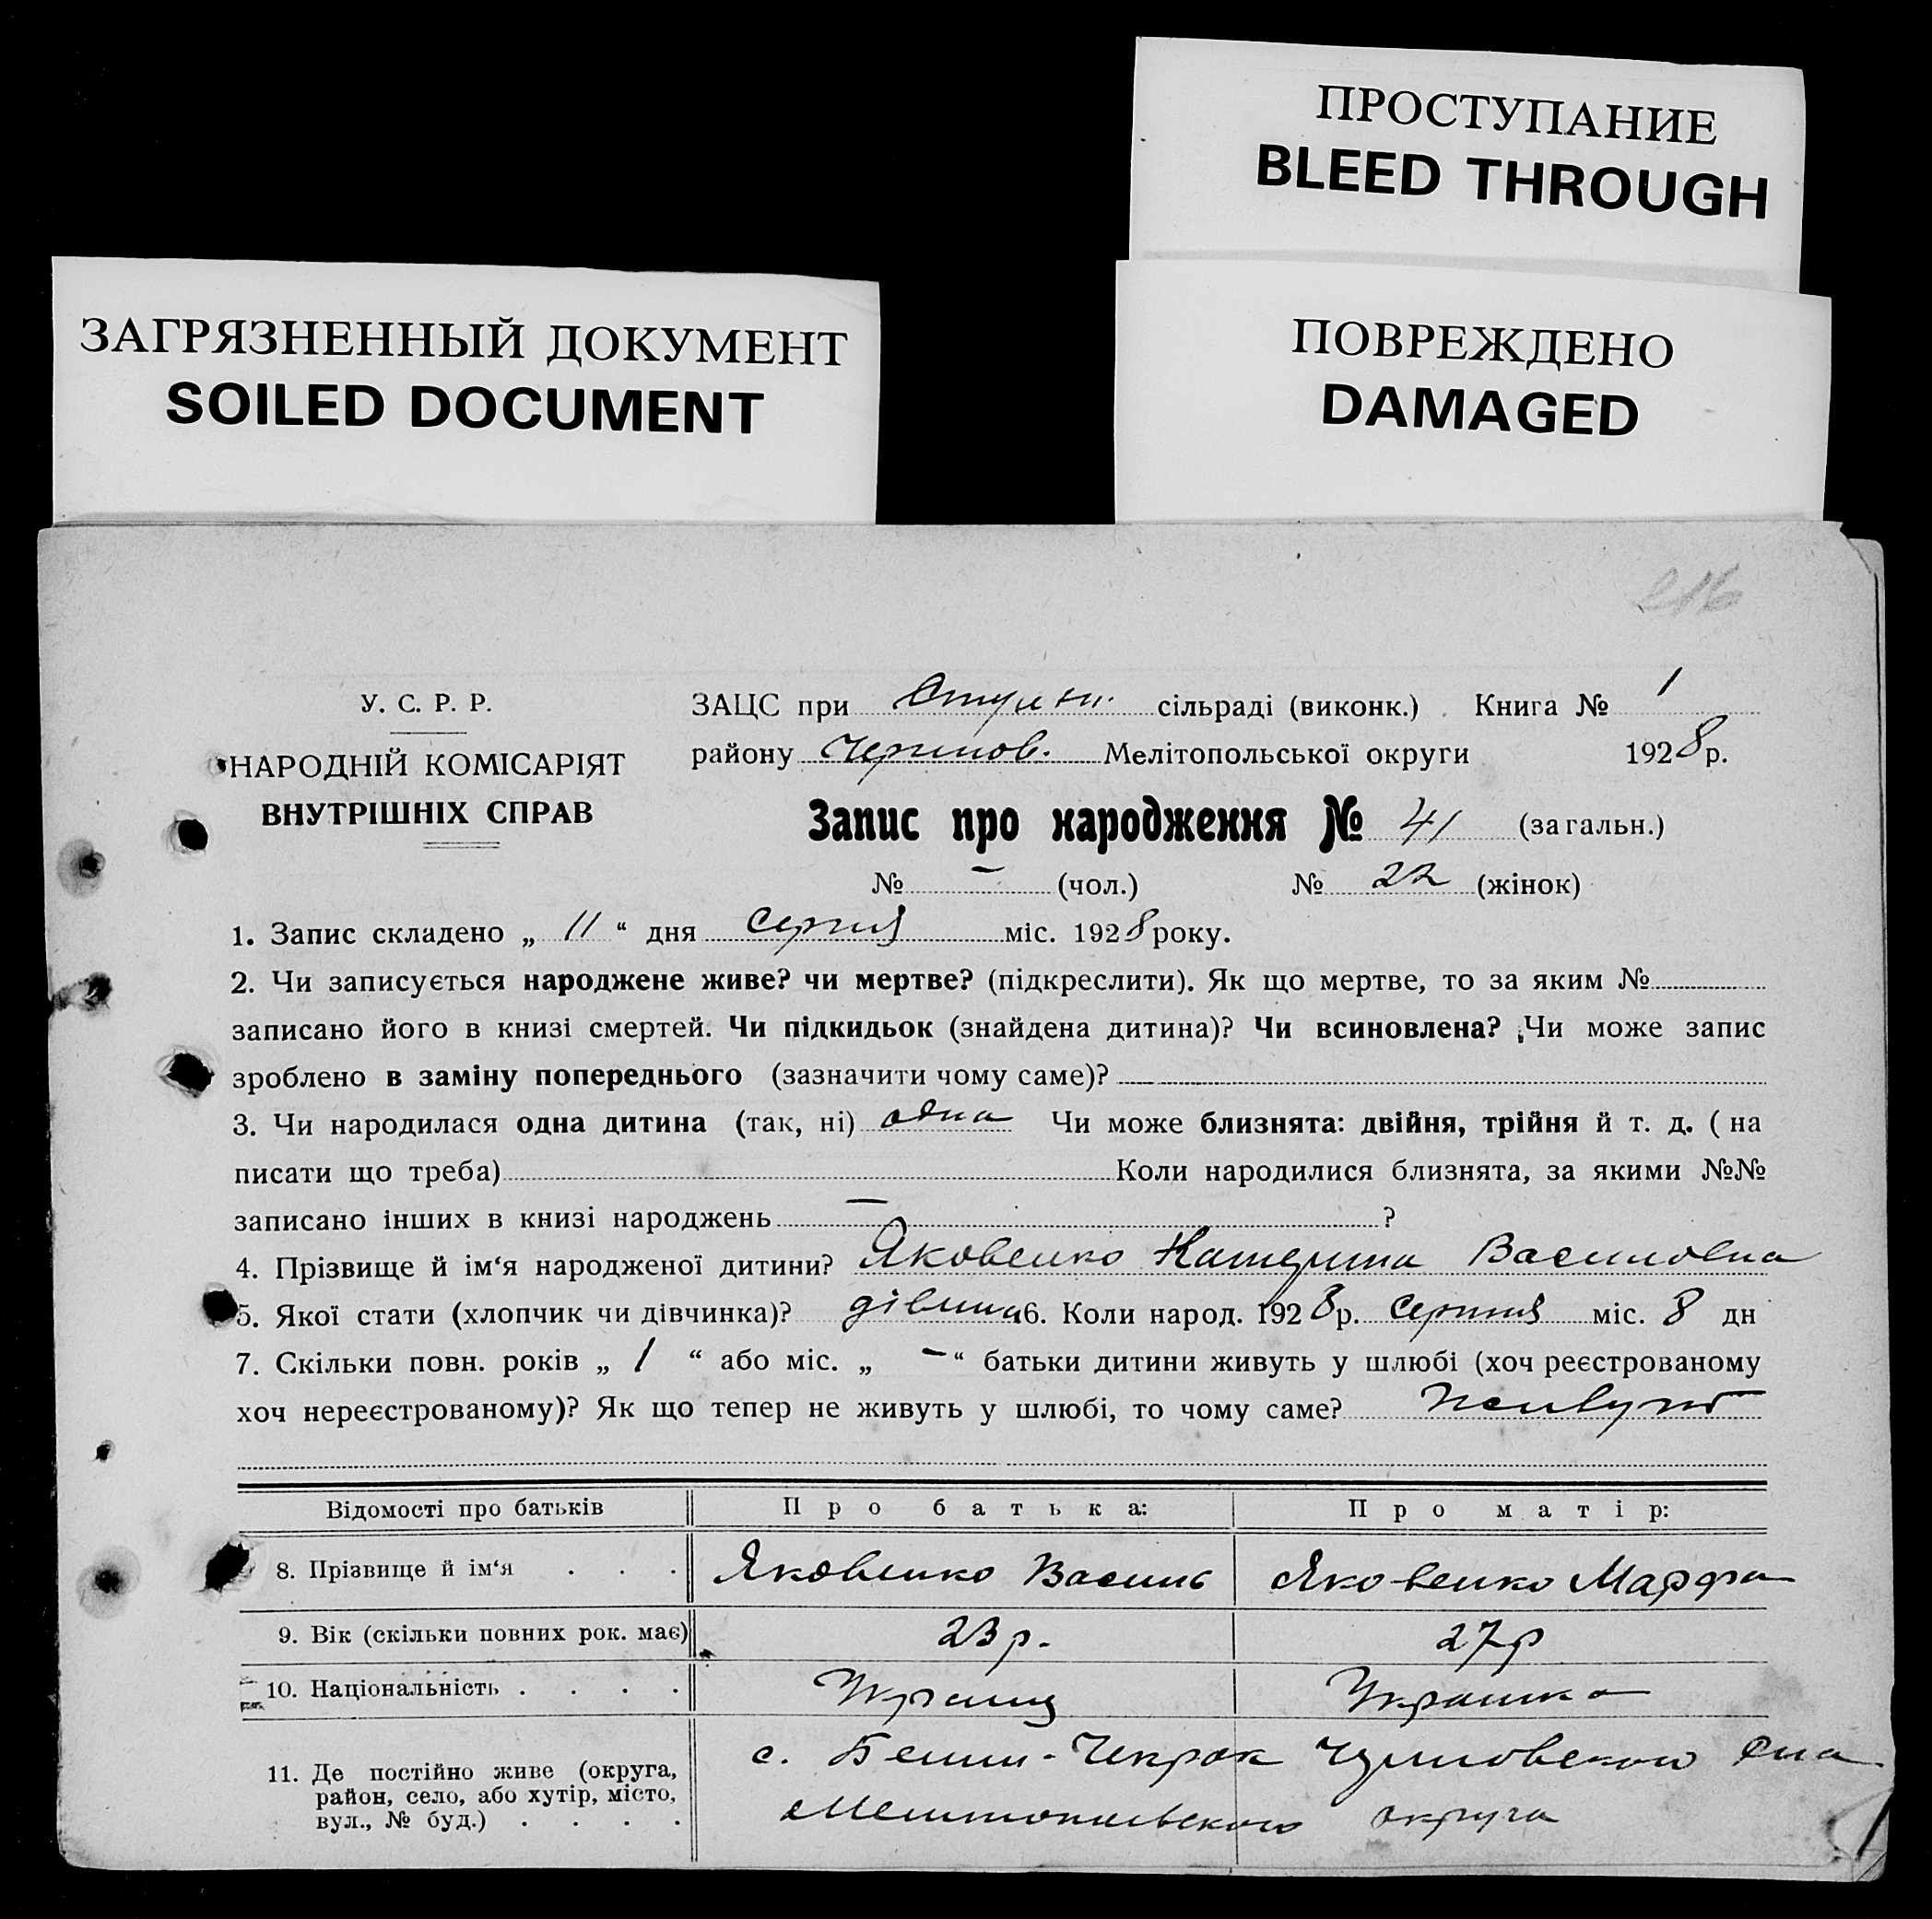 ПРОСТУПАНИЕ
BLEED THROUGH
ЗАГРЯЗНЕННЫЙ ДОКУМЕНТ
SOILED DOCUMENT
ПОВРЕЖДЕНО
DAMAGED
216
У. С. Р. Р.
НАРОДНІЙ КОМІСАРІЯТ
ВНУТРІШНІХ СПРАВ
ЗАЦС при сільраді (виконк.) Книга № 1
району Мелітопольської округи 1928 р.
Запис про народження № 41 (загальн.)
№ – (чол.) № 22 (жінок)
1. Запис складено „ 11 “ дня Серпня міс. 1928 року.
2. Чи записується народжене живе? чи мертве? (підкреслити). Як що мертве, то за яким №
записано його в книзі смертей. Чи підкидьок (знайдена дитина)? Чи всиновлена? Чи може запис
зроблено в заміну попереднього (зазначити чому саме)?
3. Чи народилася одна дитина (так, ні) одна Чи може близнята: двійня, трійня й т. д. ( на
писати що треба) Коли народилися близнята, за якими №№
записано інших в книзі народжень – ?
4. Прізвище й ім‘я народженої дитини? Яковенко Катерина Василовна
5. Якої стати (хлопчик чи дівчинка)? дівчина 6. Коли народ. 1928 р. Серпня міс. 8 дн
7. Скільки повн. років „ 1 “ або міс. „ – “ батьки дитини живуть у шлюбі (хоч реєстрованому
хоч нереєстрованому)? Як що тепер не живуть у шлюбі, то чому саме? Живуть
Відомості про батьків Про батька: Про матір:
8. Прізвище й ім‘я . . . Яковенко Василь Яковенко Марфа
9. Вік (скільки повних рок. має) 23 р. 27 р
10. Національність . . . . Украинц Украинка
11. Де постійно живе (округа,
район, село, або хутір, місто,
вул., № буд.) . . . .
с. Бешт-Чекрак
Мелитопольского округа